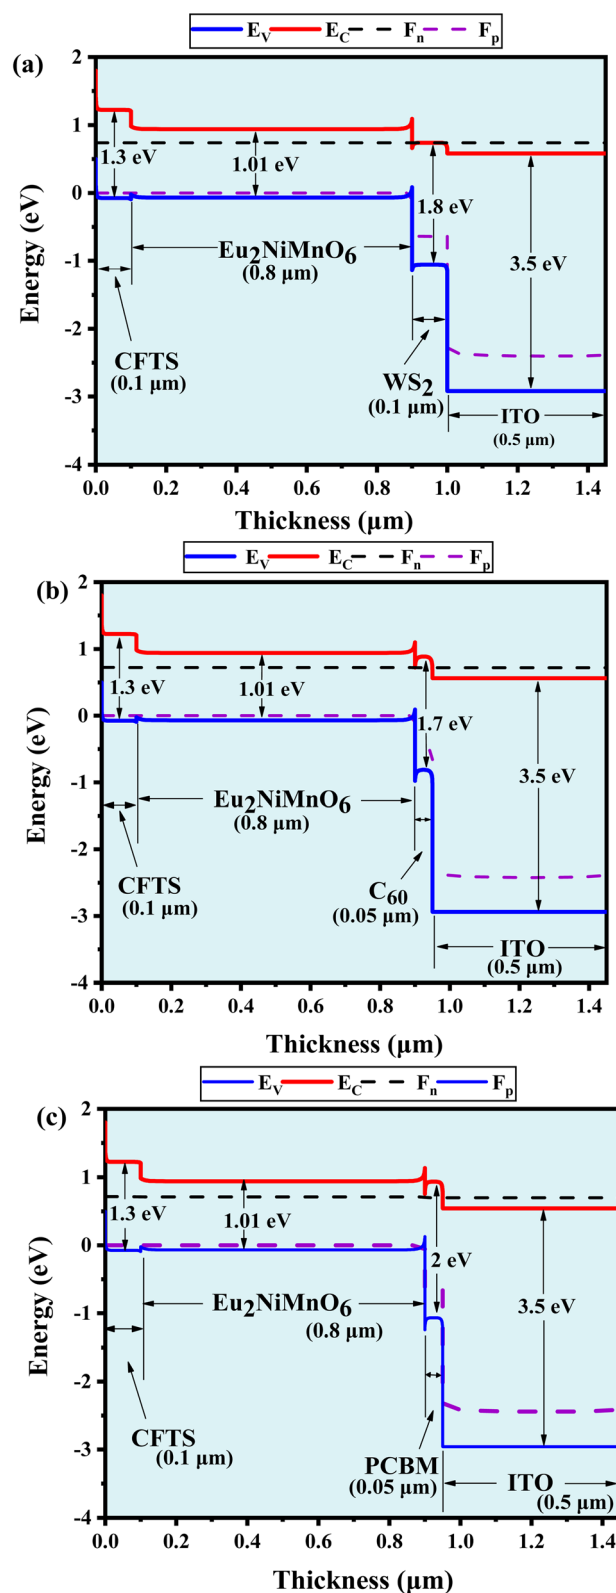 E_V E_C F_n F_p
(a)
2
1
0
-1
-2
-3
-4
Energy (eV)
1.3 eV
1.01 eV
1.8 eV
3.5 eV
Eu2NiMnO6
(0.8 µm)
CFTS
(0.1 µm)
WS2
(0.1 µm)
ITO
(0.5 µm)
0.0 0.2 0.4 0.6 0.8 1.0 1.2 1.4
Thickness (µm)
E_V E_C F_n F_p
(b)
2
1
0
-1
-2
-3
-4
Energy (eV)
1.3 eV
1.01 eV
1.7 eV
3.5 eV
Eu2NiMnO6
(0.8 µm)
CFTS
(0.1 µm)
C60
(0.05 µm)
ITO
(0.5 µm)
0.0 0.2 0.4 0.6 0.8 1.0 1.2 1.4
Thickness (µm)
E_V E_C F_n F_p
(c)
2
1
0
-1
-2
-3
-4
Energy (eV)
1.3 eV
1.01 eV
2 eV
3.5 eV
Eu2NiMnO6
(0.8 µm)
CFTS
(0.1 µm)
PCBM
(0.05 µm)
ITO
(0.5 µm)
0.0 0.2 0.4 0.6 0.8 1.0 1.2 1.4
Thickness (µm)